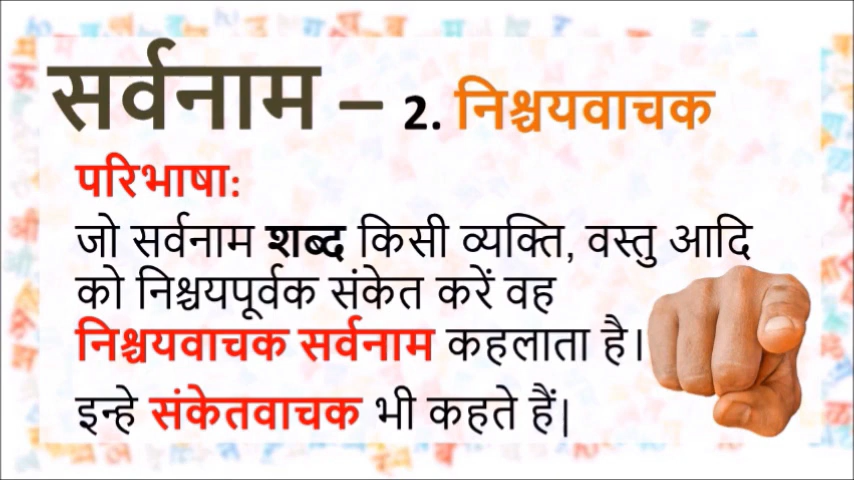 सर्वनाम – 2. निश्चयवाचक
परिभाषा:
जो सर्वनाम शब्द किसी व्यक्ति, वस्तु आदि
को निश्चयपूर्वक संकेत करें वह
निश्चयवाचक सर्वनाम कहलाता है।
इन्हे संकेतवाचक भी कहते हैं|